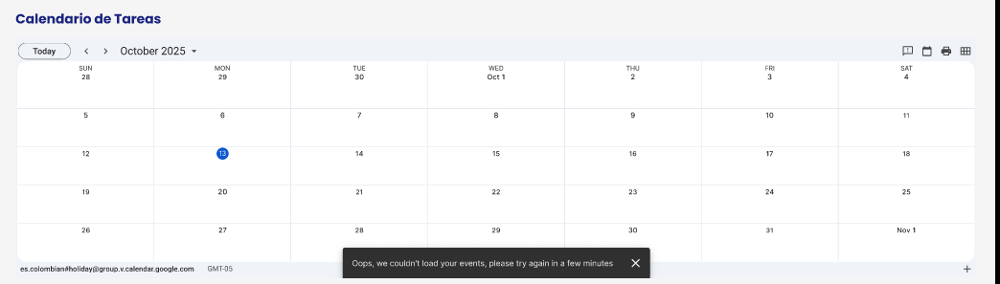 Calendario de Tareas
Today October 2025
SUN MON TUE WED THU FRI SAT
28 29 30 Oct 1 2 3 4
5 6 7 8 9 10 11
12 13 14 15 16 17 18
19 20 21 22 23 24 25
26 27 28 29 30 31 Nov 1
Oops, we couldn't load your events, please try again in a few minutes
es.colombian#holiday@group.v.calendar.google.com GMT-05